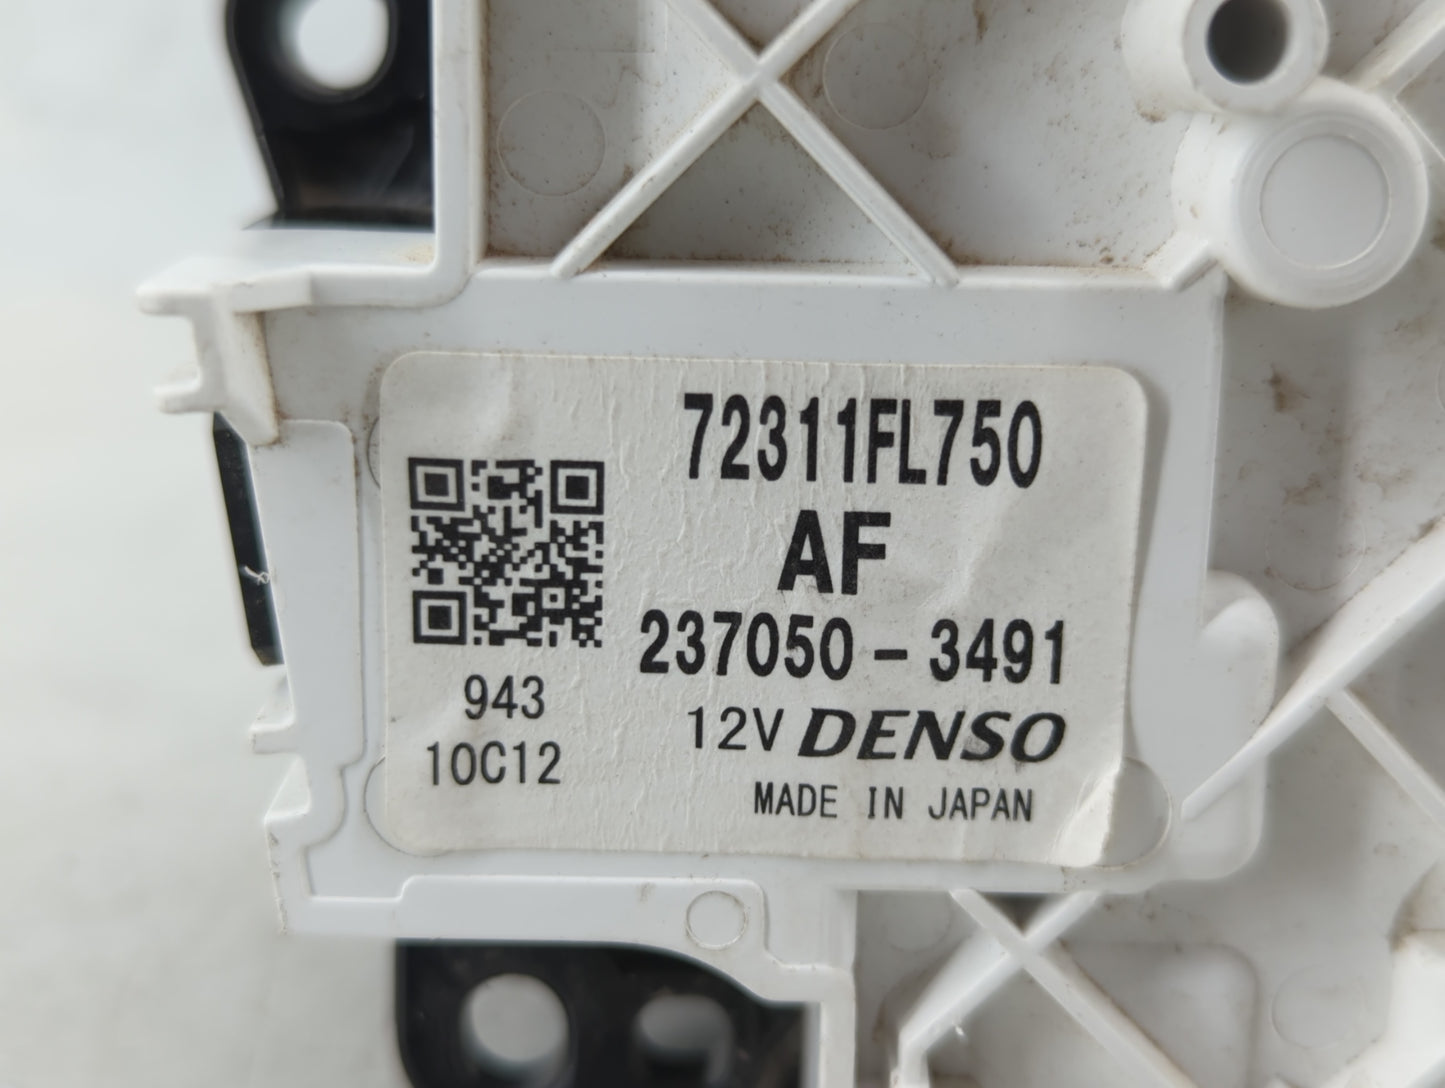 72311FL750
AF
237050-3491
943
12V DENSO
10C12
MADE IN JAPAN